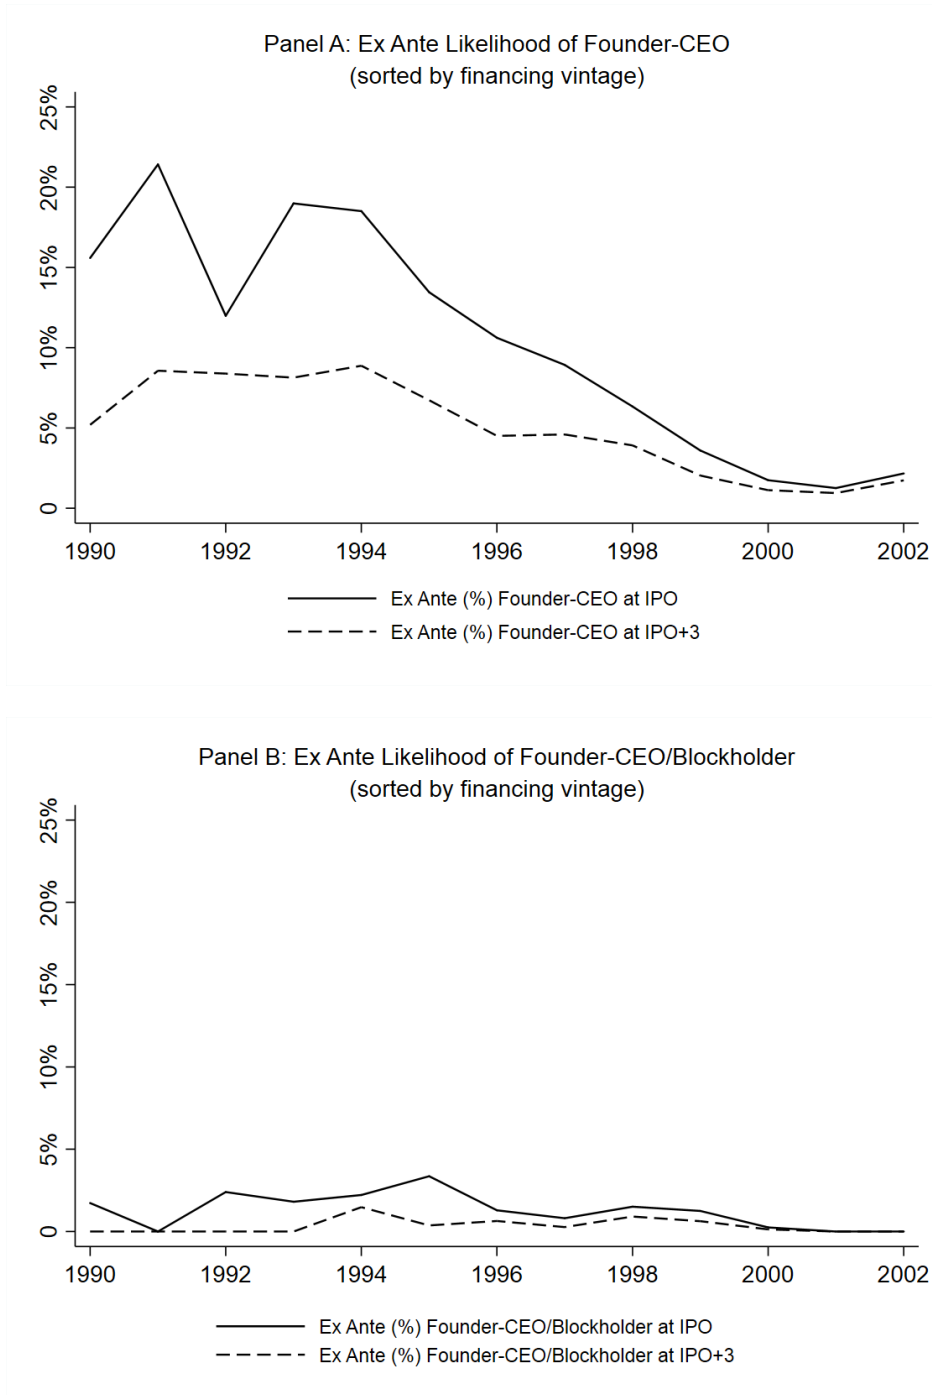 Panel A: Ex Ante Likelihood of Founder-CEO
(sorted by financing vintage)
25%
20%
15%
10%
5%
0
1990 1992 1994 1996 1998 2000 2002
Ex Ante (%) Founder-CEO at IPO
Ex Ante (%) Founder-CEO at IPO+3
Panel B: Ex Ante Likelihood of Founder-CEO/Blockholder
(sorted by financing vintage)
25%
20%
15%
10%
5%
0
1990 1992 1994 1996 1998 2000 2002
Ex Ante (%) Founder-CEO/Blockholder at IPO
Ex Ante (%) Founder-CEO/Blockholder at IPO+3